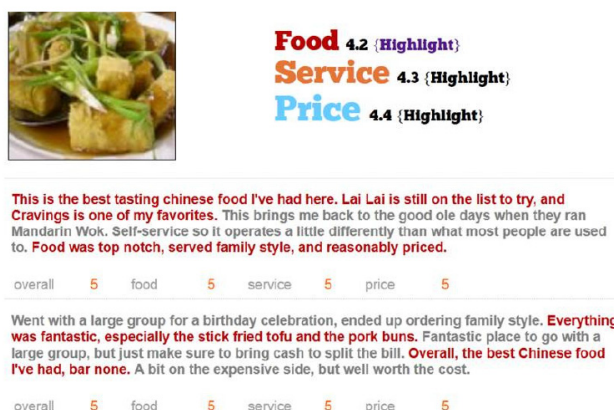 Food 4.2 {Highlight}
Service 4.3 {Highlight}
Price 4.4 {Highlight}
This is the best tasting chinese food I've had here. Lai Lai is still on the list to try, and
Cravings is one of my favorites. This brings me back to the good ole days when they ran
Mandarin Wok. Self-service so it operates a little differently than what most people are used
to. Food was top notch, served family style, and reasonably priced.
overall 5 food 5 service 5 price 5
Went with a large group for a birthday celebration, ended up ordering family style. Everything
was fantastic, especially the stick fried tofu and the pork buns. Fantastic place to go with a
large group, but just make sure to bring cash to split the bill. Overall, the best Chinese food
I've had, bar none. A bit on the expensive side, but well worth the cost.
overall 5 food 5 service 5 price 5